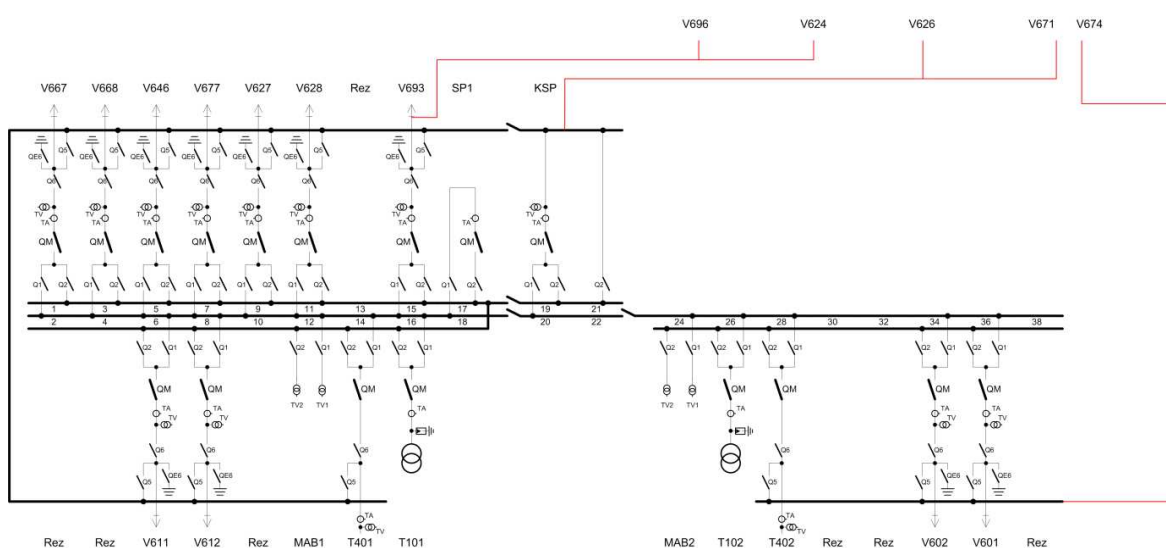 V696 V624 V626 V671 V674
V667 V668 V646 V677 V627 V628 Rez V693 SP1 KSP
QE6 Q5 QE6 Q5 QE6 Q5 QE6 Q5 QE6 Q5 QE6 Q5 QE6 Q5
Q6 Q6 Q6 Q6 Q6 Q6 Q6
TV TV TV TV TV TV TV TV
TA TA TA TA TA TA TA TA TA
QM QM QM QM QM QM QM QM QM
Q1 Q2 Q1 Q2 Q1 Q2 Q1 Q2 Q1 Q2 Q1 Q2 Q1 Q2 Q1 Q2 Q1 Q2 Q2
1 3 5 7 9 11 13 15 17 19 21
2 4 6 8 10 12 14 16 18 20 22 24 26 28 30 32 34 36 38
Q2 Q1 Q2 Q1 Q2 Q1 Q2 Q1 Q2 Q1 Q2 Q1 Q2 Q1 Q2 Q1 Q2 Q1 Q2 Q1
QM QM QM QM QM QM QM QM
TV2 TV1 TV2 TV1
TA TA TA TA TA TA
TV TV TV TV
Q6 Q6 Q6 Q6 Q6 Q6
Q5 QE6 Q5 QE6 Q5 Q5 Q5 QE6 Q5 QE6
TA TA
TV TV
Rez Rez V611 V612 Rez MAB1 T401 T101 MAB2 T102 T402 Rez Rez V602 V601 Rez